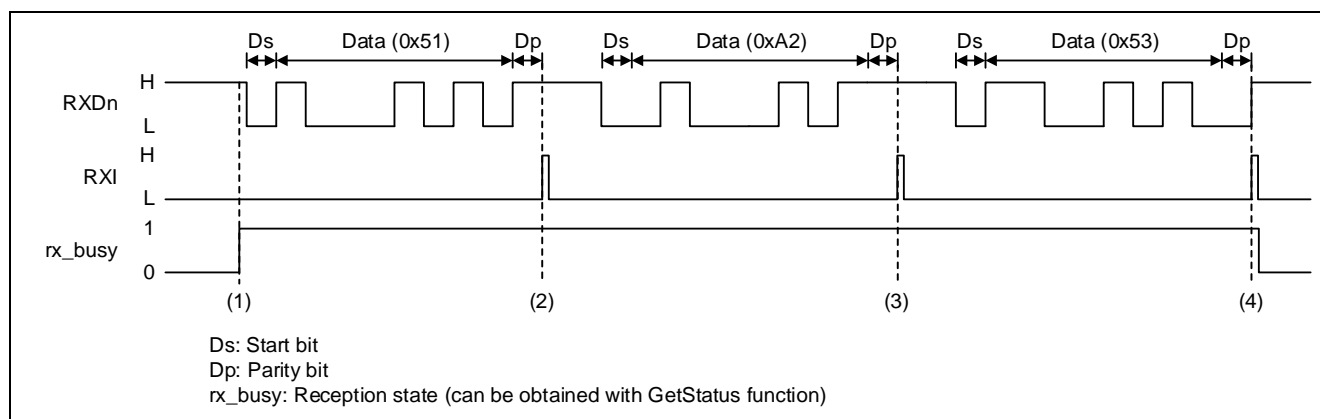 Ds Data (0x51) Dp Ds Data (0xA2) Dp Ds Data (0x53) Dp
H
RXDn
L
H
RXI
L
1
rx_busy
0
(1) (2) (3) (4)
Ds: Start bit
Dp: Parity bit
rx_busy: Reception state (can be obtained with GetStatus function)